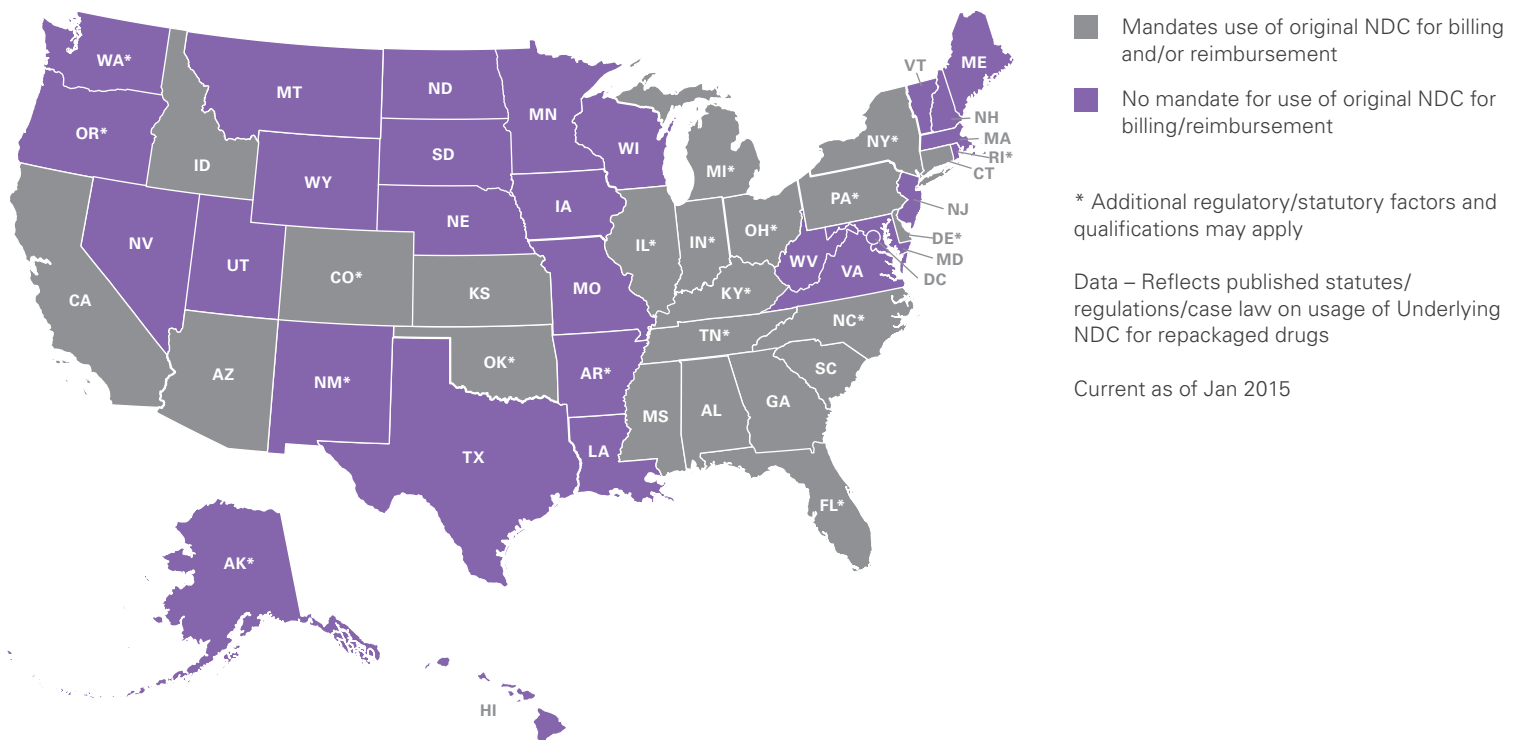 WA*
OR*
MT
ID
WY
ND
SD
NE
MN
IA
WI
NV
UT
CA
CO*
KS
MO
AZ
NM*
OK*
AR*
TX
LA
MI*
IL*
IN*
OH*
KY*
TN*
MS
AL
GA
SC
NC*
FL*
WV
VA
PA*
NY*
VT
ME
NH
MA
RI*
CT
NJ
DE*
MD
DC
AK*
HI
Mandates use of original NDC for billing
and/or reimbursement
No mandate for use of original NDC for
billing/reimbursement
* Additional regulatory/statutory factors and
qualifications may apply
Data – Reflects published statutes/
regulations/case law on usage of Underlying
NDC for repackaged drugs
Current as of Jan 2015